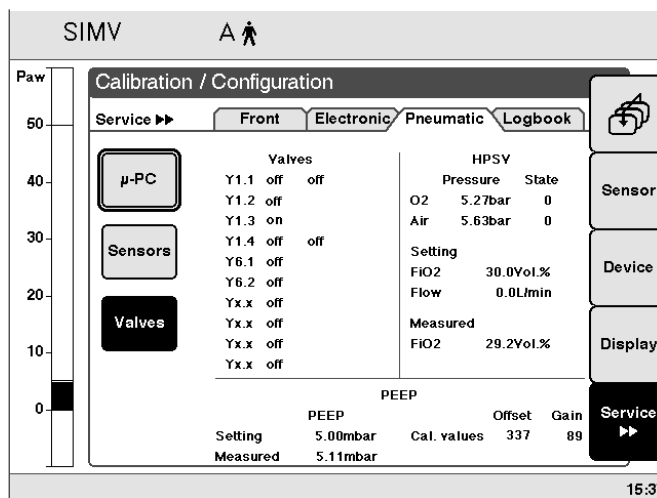 SIMV A
Paw
Calibration / Configuration
Service ▶▶ Front Electronic Pneumatic Logbook
50
40
30
20
10
0
µ-PC
Sensors
Valves
Valves
Y1.1 off off
Y1.2 off
Y1.3 on
Y1.4 off off
Y6.1 off
Y6.2 off
Yx.x off
Yx.x off
Yx.x off
Yx.x off
HPSV
Pressure State
O2 5.27bar 0
Air 5.63bar 0
Setting
FiO2 30.0Vol.%
Flow 0.0L/min
Measured
FiO2 29.2Vol.%
PEEP
PEEP Offset Gain
Setting 5.00mbar Cal. values 337 89
Measured 5.11mbar
Sensor
Device
Display
Service
▶▶
15:3